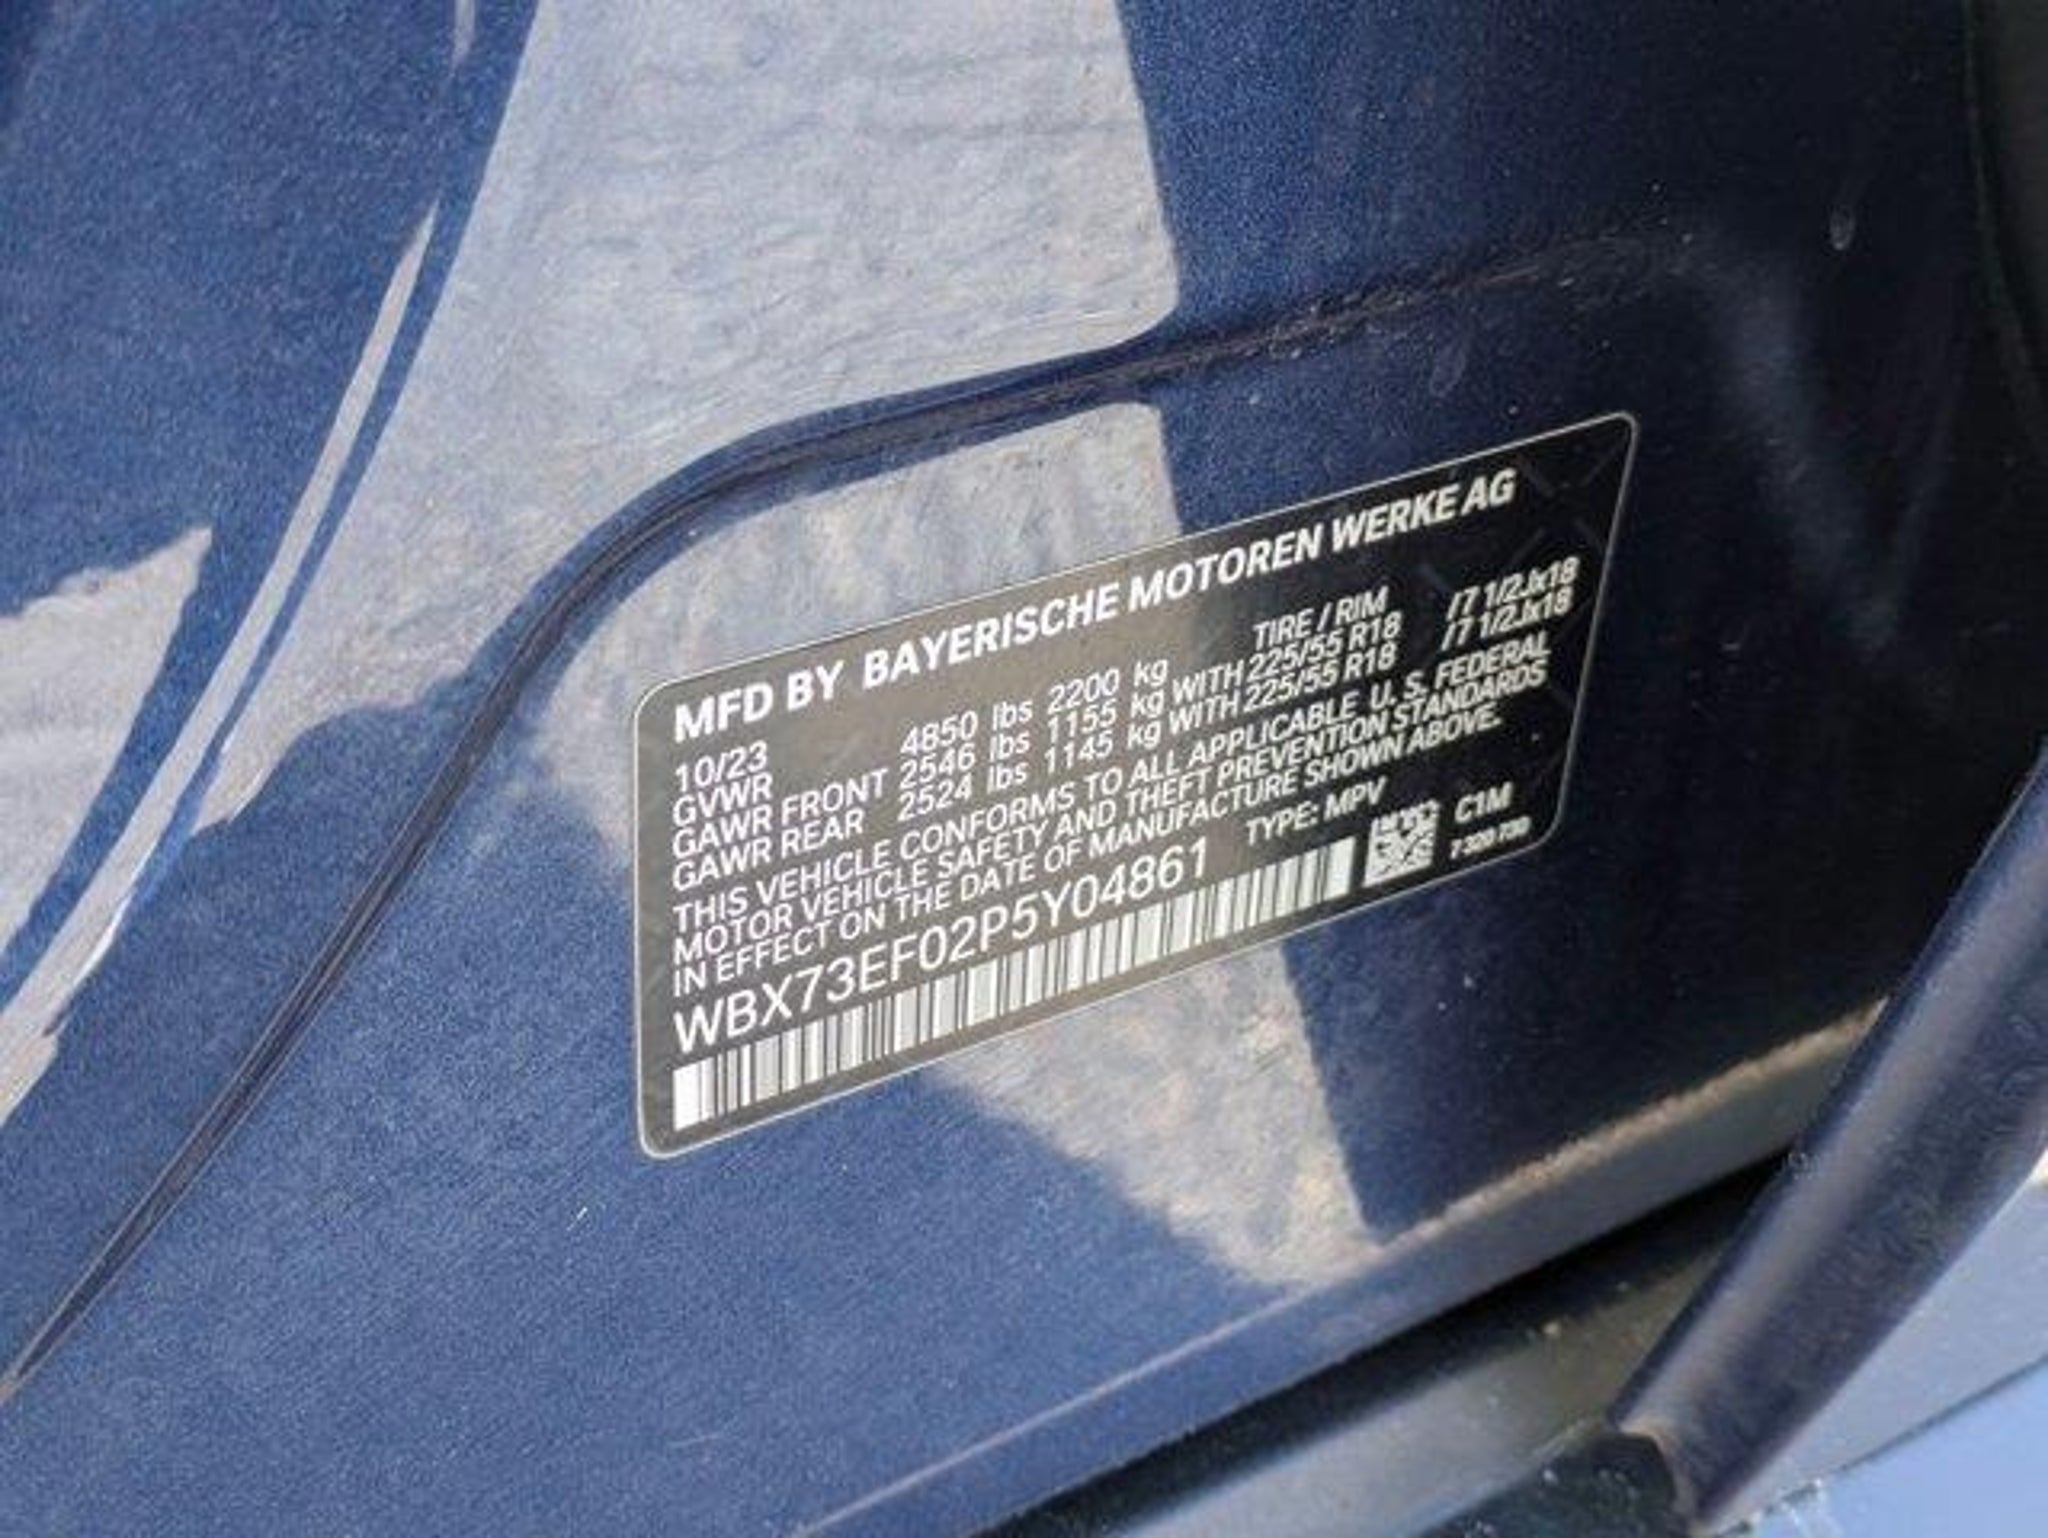 MFD BY BAYERISCHE MOTOREN WERKE AG
10/23 TIRE / RIM
GVWR 4850 lbs 2200 kg
GAWR FRONT 2546 lbs 1155 kg WITH 225/55 R18 /7 1/2Jx18
GAWR REAR 2524 lbs 1145 kg WITH 225/55 R18 /7 1/2Jx18
THIS VEHICLE CONFORMS TO ALL APPLICABLE U. S. FEDERAL
MOTOR VEHICLE SAFETY AND THEFT PREVENTION STANDARDS
IN EFFECT ON THE DATE OF MANUFACTURE SHOWN ABOVE.
WBX73EF02P5Y04861 TYPE: MPV
C1M